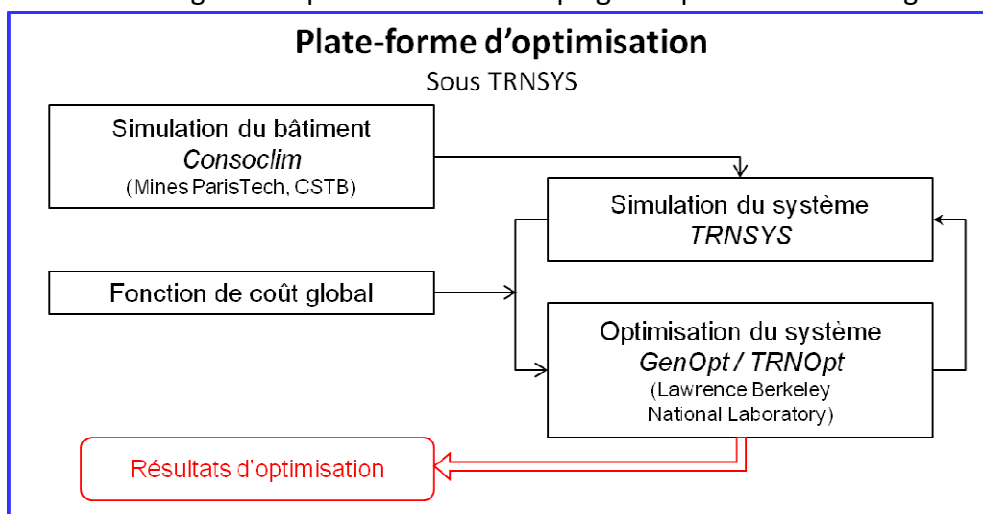 Plate-forme d'optimisation
Sous TRNSYS
Simulation du bâtiment
Consoclim
(Mines ParisTech, CSTB)
Simulation du système
TRNSYS
Fonction de coût global
Optimisation du système
GenOpt / TRNOpt
(Lawrence Berkeley
National Laboratory)
Résultats d'optimisation